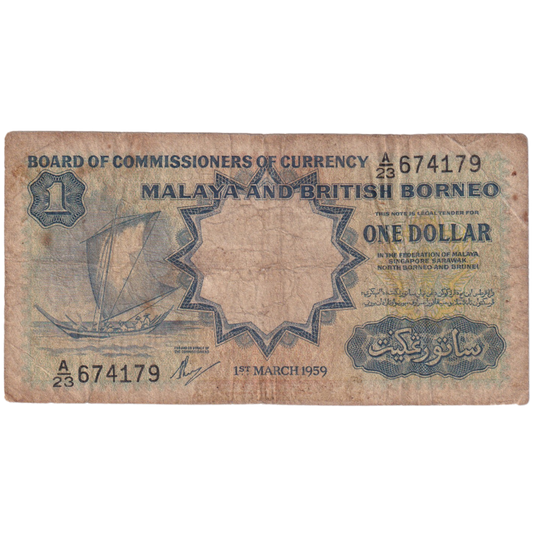 BOARD OF COMMISSIONERS OF CURRENCY A/23 674179
MALAYA AND BRITISH BORNEO
1
THIS NOTE IS LEGAL TENDER FOR
ONE DOLLAR
IN THE FEDERATION OF MALAYA,
SINGAPORE SARAWAK
NORTH BORNEO AND BRUNEI
ساتو رڠݢيت
A/23 674179
1ST MARCH 1959